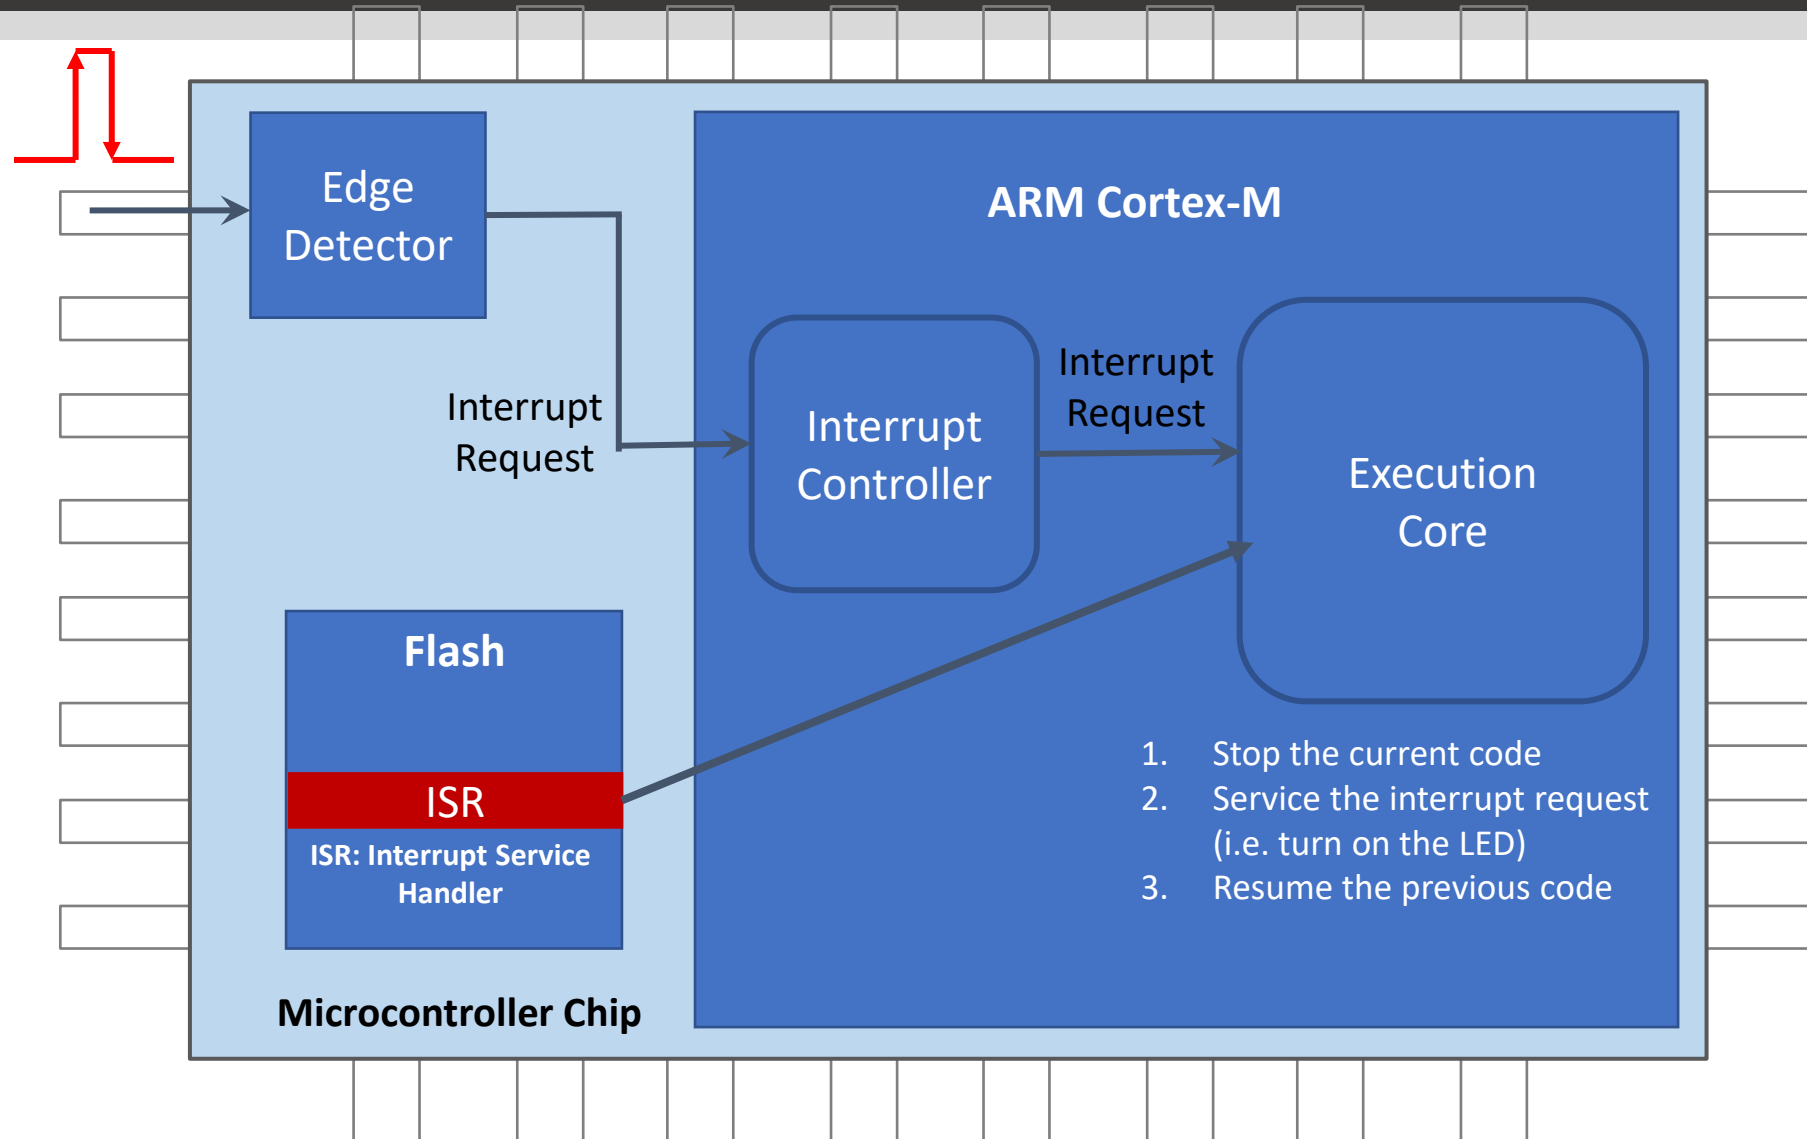 Edge
Detector
ARM Cortex-M
Interrupt
Request
Interrupt
Controller
Interrupt
Request
Execution
Core
Flash
ISR
ISR: Interrupt Service
Handler
1. Stop the current code
2. Service the interrupt request
(i.e. turn on the LED)
3. Resume the previous code
Microcontroller Chip